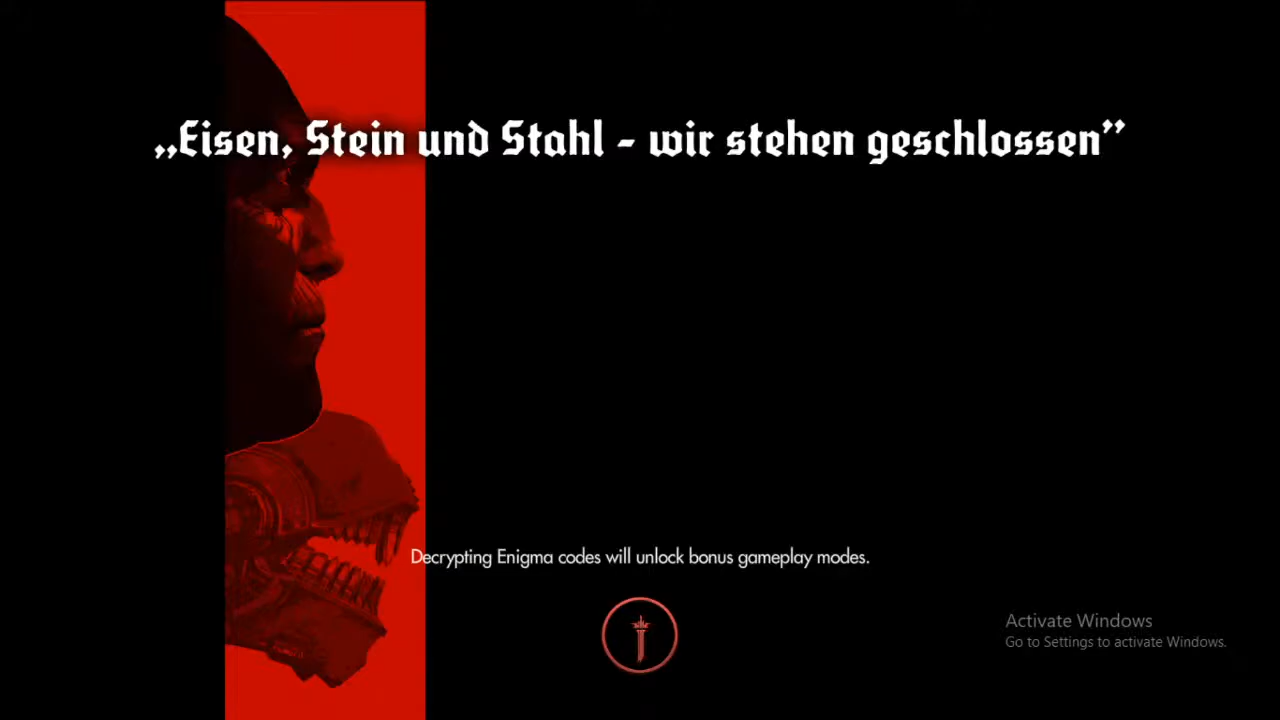 „Eisen, Stein und Stahl - wir stehen geschlossen”
Decrypting Enigma codes will unlock bonus gameplay modes.
Activate Windows
Go to Settings to activate Windows.